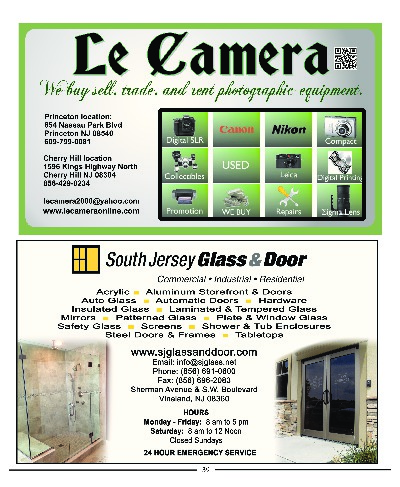 Le Camera
We buy sell, trade, and rent photographic equipment.
Princeton location:
654 Nassau Park Blvd
Princeton NJ 08540
609-799-0081
Cherry Hill location
1596 Kings Highway North
Cherry Hill NJ 08304
856-429-0234
lecamera2000@yahoo.com
www.lecameraonline.com
Digital SLR
Canon
Nikon
Compact
Collectibles
USED
Leica
Digital Printing
Promotion
WE BUY
Repairs
Sigma Lens
South Jersey Glass & Door
Commercial • Industrial • Residential
Acrylic Aluminum Storefront & Doors
Auto Glass Automatic Doors Hardware
Insulated Glass Laminated & Tempered Glass
Mirrors Patterned Glass Plate & Window Glass
Safety Glass Screens Shower & Tub Enclosures
Steel Doors & Frames Tabletops
www.sjglassanddoor.com
Email: info@sjglass.net
Phone: (856) 691-0800
Fax: (856) 696-2063
Sherman Avenue & S.W. Boulevard
Vineland, NJ 08360
HOURS
Monday - Friday: 8 am to 5 pm
Saturday: 8 am to 12 Noon
Closed Sundays
24 HOUR EMERGENCY SERVICE